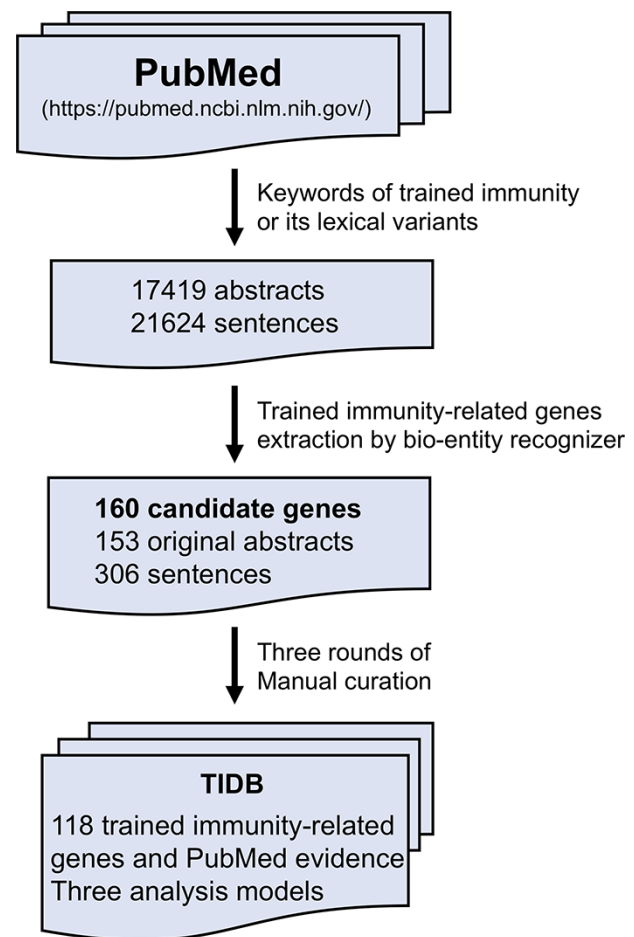 PubMed
(https://pubmed.ncbi.nlm.nih.gov/)
Keywords of trained immunity
or its lexical variants
17419 abstracts
21624 sentences
Trained immunity-related genes
extraction by bio-entity recognizer
160 candidate genes
153 original abstracts
306 sentences
Three rounds of
Manual curation
TIDB
118 trained immunity-related
genes and PubMed evidence
Three analysis models